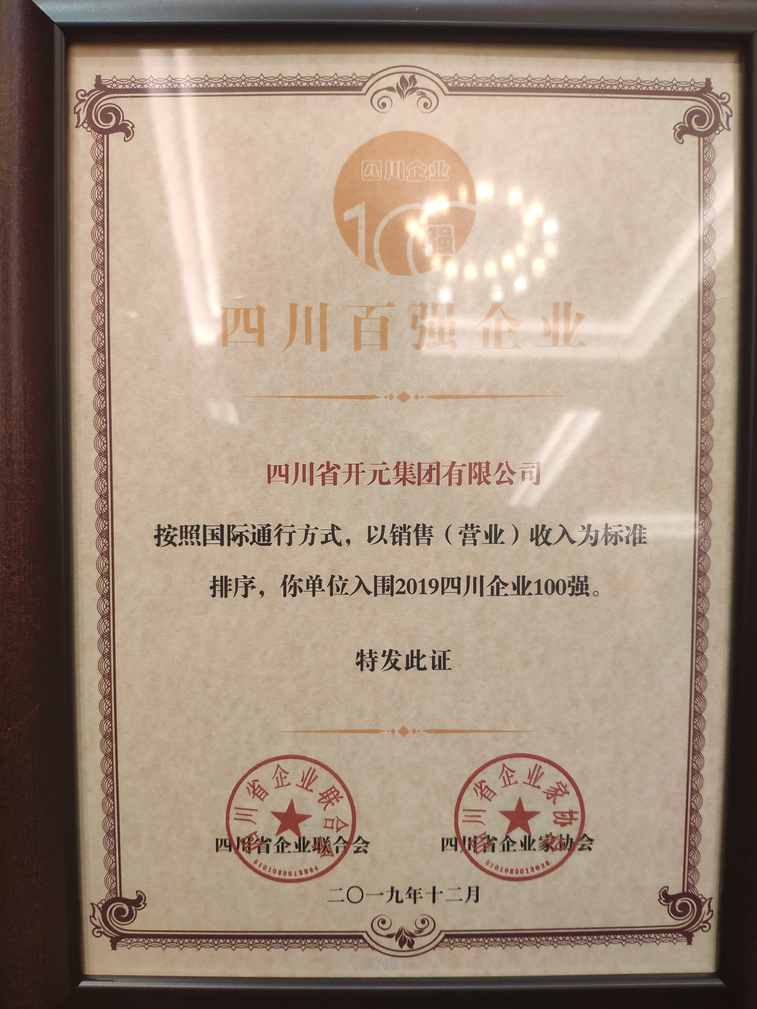 四川企业
100强
四川百强企业
四川省开元集团有限公司
按照国际通行方式，以销售（营业）收入为标准
排序，你单位入围2019四川企业100强。
特发此证
四川省企业联合会
四川省企业家协会
四川省企业联合会
四川省企业家协会
二〇一九年十二月